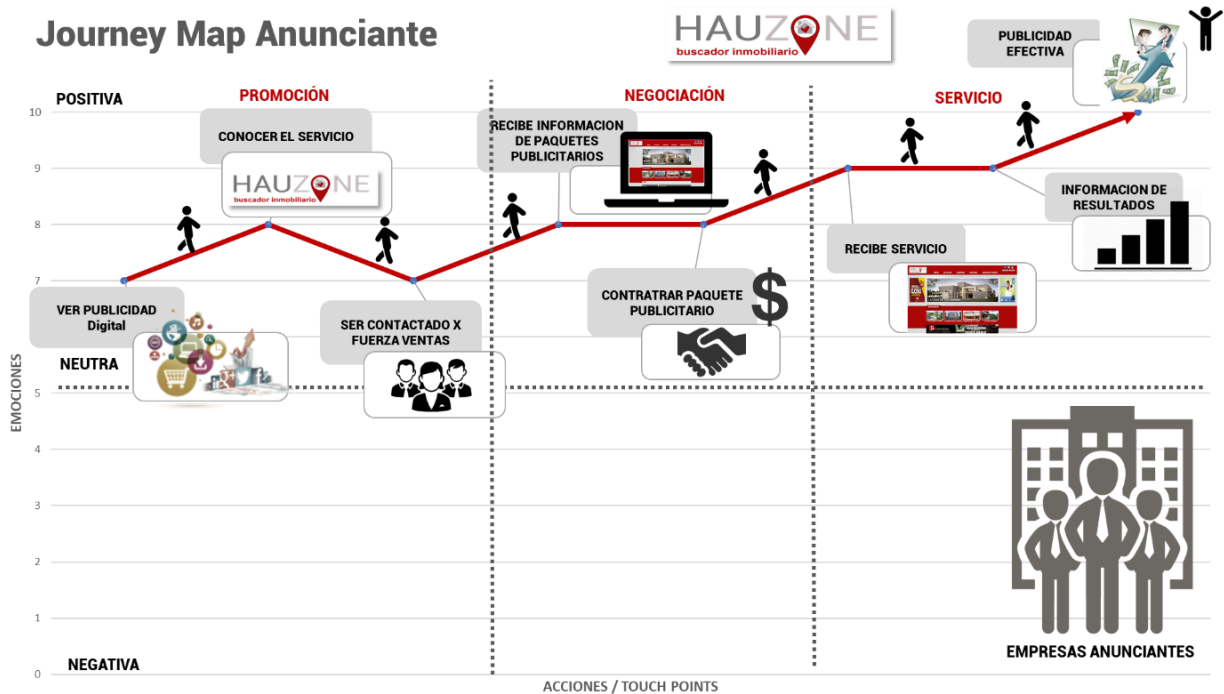 Journey Map Anunciante
HAUZONE
buscador inmobiliario
PUBLICIDAD
EFECTIVA
POSITIVA
PROMOCIÓN
NEGOCIACIÓN
SERVICIO
10
9
8
7
5
4
3
2
1
0
CONOCER EL SERVICIO
HAUZONE
buscador inmobiliario
RECIBE INFORMACION
DE PAQUETES
PUBLICITARIOS
INFORMACION DE
RESULTADOS
RECIBE SERVICIO
VER PUBLICIDAD
Digital
SER CONTACTADO X
FUERZA VENTAS
CONTRATRAR PAQUETE
PUBLICITARIO
$
NEUTRA
EMOCIONES
NEGATIVA
EMPRESAS ANUNCIANTES
ACCIONES / TOUCH POINTS